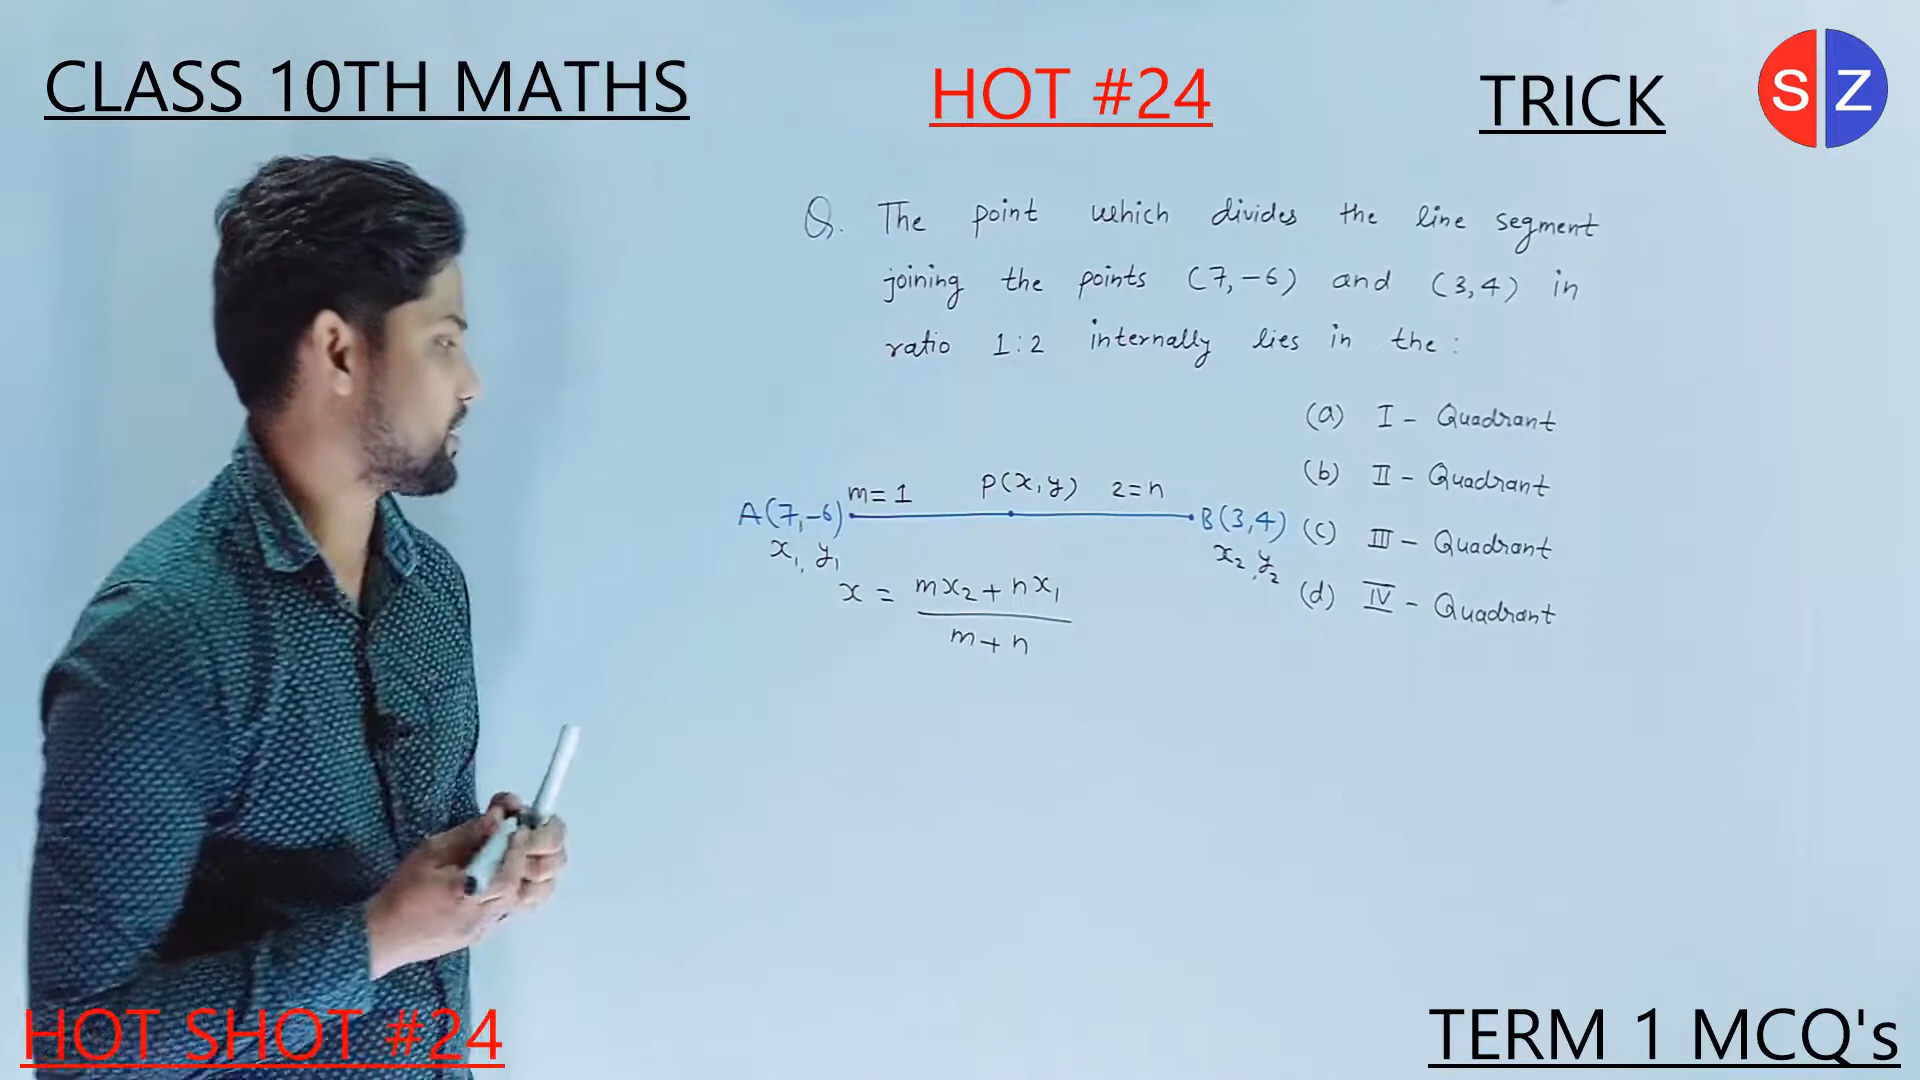 CLASS 10TH MATHS
HOT #24
TRICK
S Z
Q. The point which divides the line segment
joining the points (7,-6) and (3,4) in
ratio 1:2 internally lies in the :
(a) I - Quadrant
(b) II - Quadrant
(c) III - Quadrant
(d) IV - Quadrant
m=1 P(x,y) 2=n
A(7,-6) B(3,4)
x₁, y₁ x₂, y₂
x = mx₂ + nx₁
m + n
HOT SHOT #24
TERM 1 MCQ's